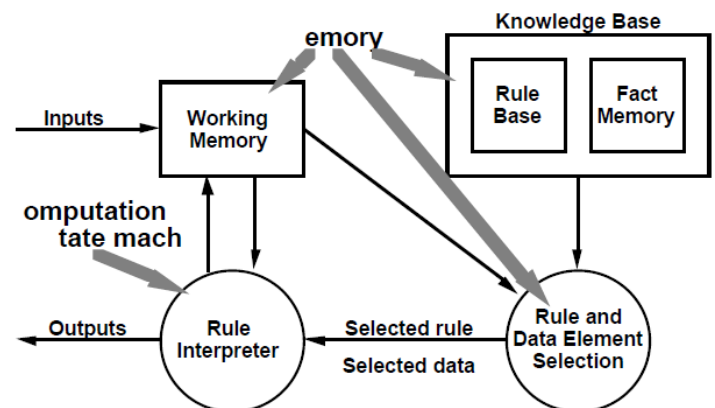 Knowledge Base
emory
Rule
Base
Fact
Memory
Inputs
Working
Memory
omputation
tate mach
Outputs
Rule
Interpreter
Selected rule
Selected data
Rule and
Data Element
Selection